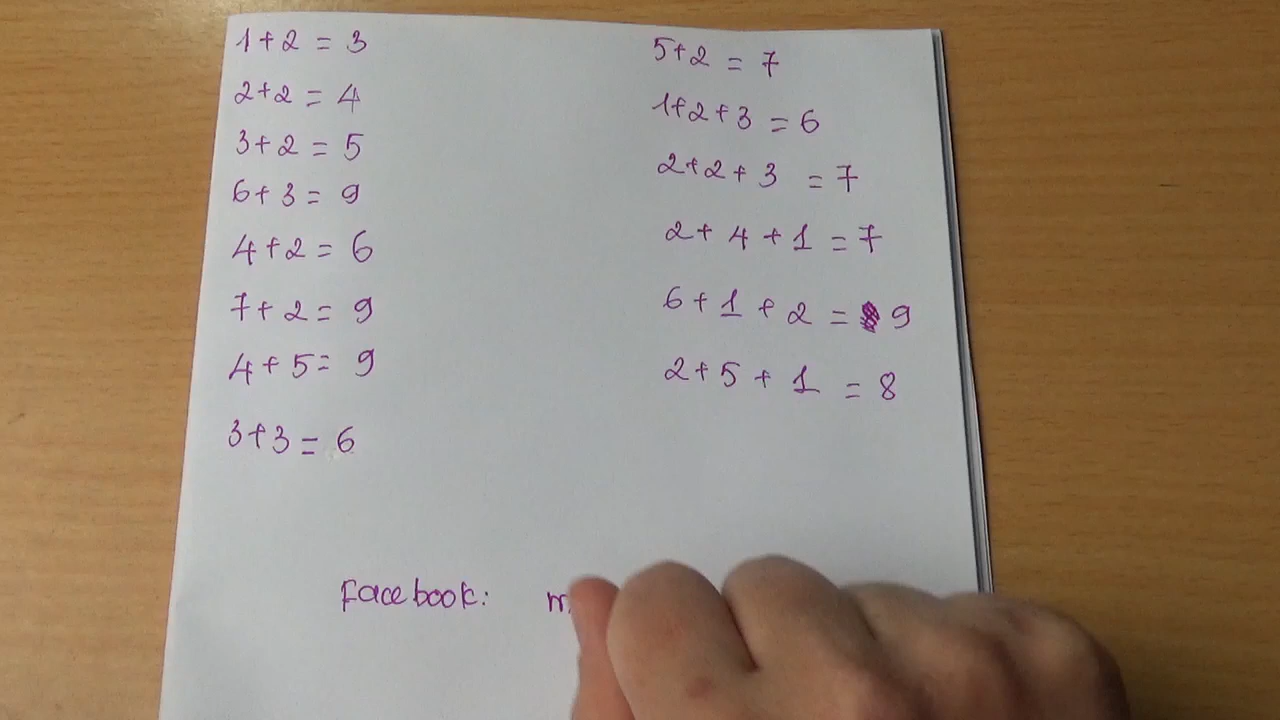 1+2 = 3
2+2 = 4
3+2 = 5
6+3 = 9
4+2 = 6
7+2 = 9
4+5 = 9
3+3 = 6
5+2 = 7
1+2+3 = 6
2+2+3 = 7
2+4+1 = 7
6+1+2 = 9
2+5+1 = 8
Facebook: